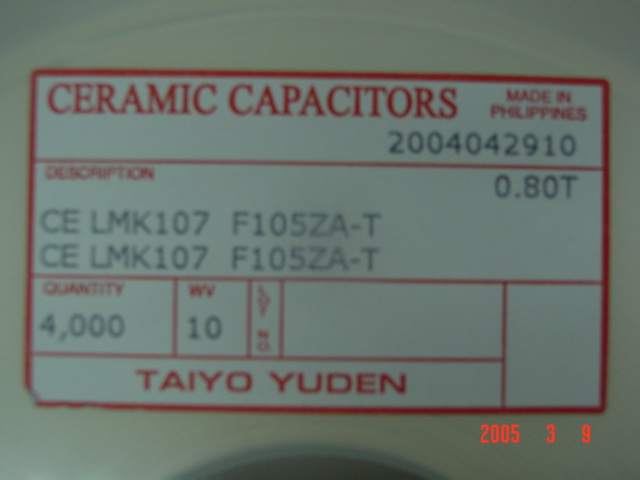 CERAMIC CAPACITORS
MADE IN
PHILIPPINES
2004042910
DESCRIPTION
0.80T
CE LMK107 F105ZA-T
CE LMK107 F105ZA-T
QUANTITY
WV
LOT NO
4,000
10
TAIYO YUDEN
2005 3 9